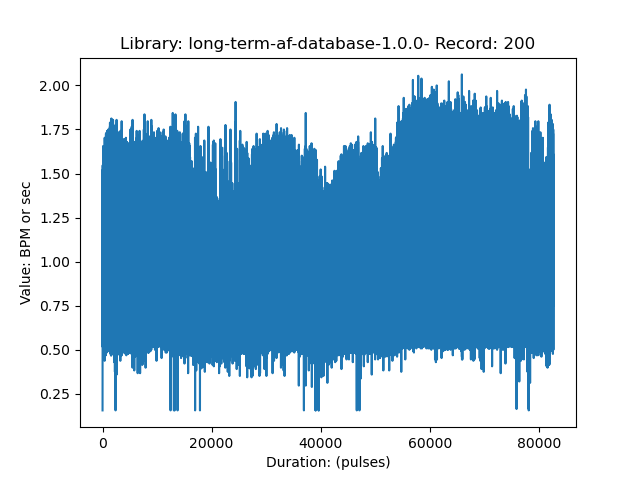 Library: long-term-af-database-1.0.0- Record: 200
2.00
1.75
1.50
1.25
1.00
0.75
0.50
0.25
Value: BPM or sec
0 20000 40000 60000 80000
Duration: (pulses)